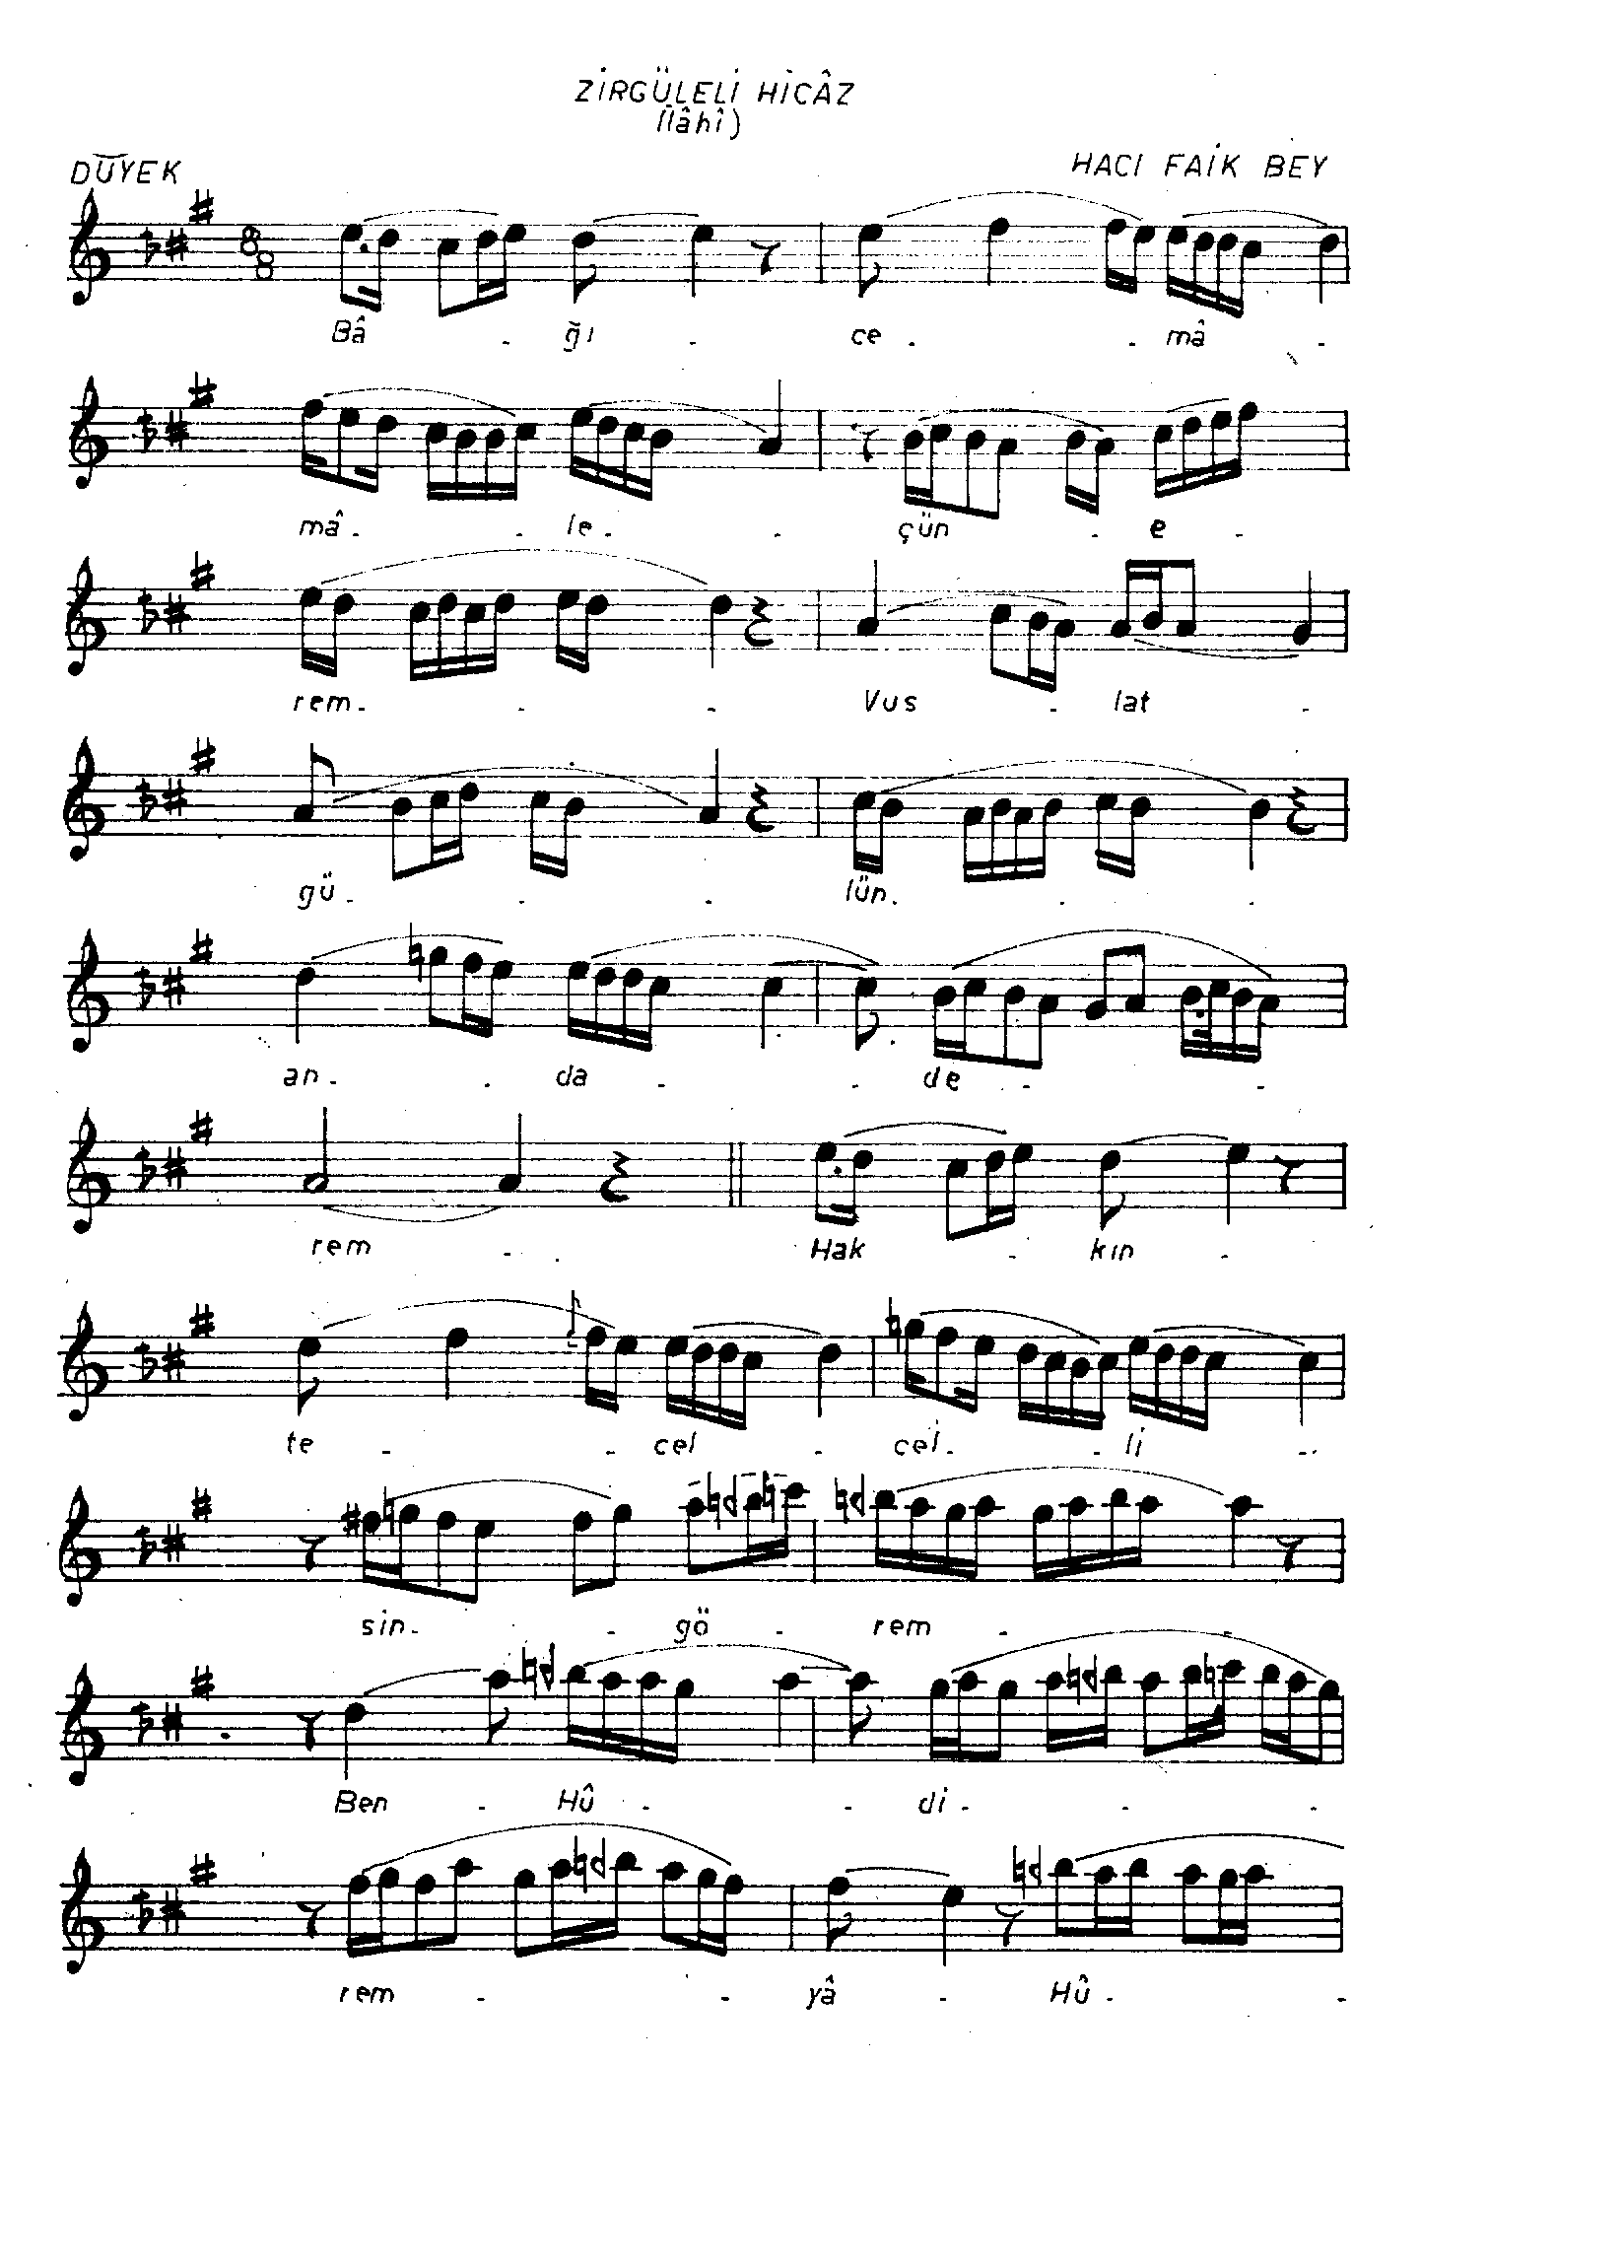 ZİRGÜLELİ HİCÂZ
(İlâhî)
DÜYEK
HACI FAİK BEY
8/8
Bâ - ğı - ce - - mâ -
mâ - - le - - çün - e -
rem - - - Vus - lat -
gü - - - lün - - -
an - - da - - de - -
rem - - Hak - kın -
te - - cel - cel - - li -
sin - - gö - rem - -
Ben - Hû - - di - - -
rem - - yâ - Hû - -